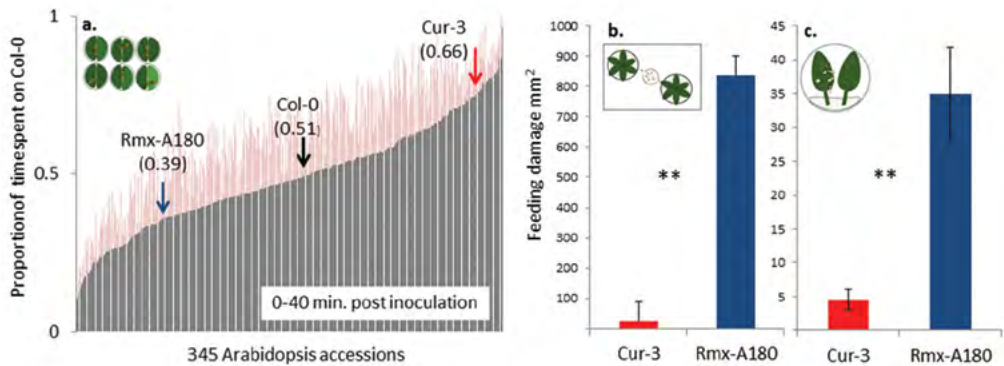 a.
1
0.5
0
Proportion of timespent on Col-0
Rmx-A180
(0.39)
Col-0
(0.51)
Cur-3
(0.66)
0-40 min. post inoculation
345 Arabidopsis accessions
b.
Feeding damage mm²
1000
900
800
700
600
500
400
300
200
100
**
Cur-3
Rmx-A180
c.
45
40
35
30
25
20
15
10
5
0
**
Cur-3
Rmx-A180